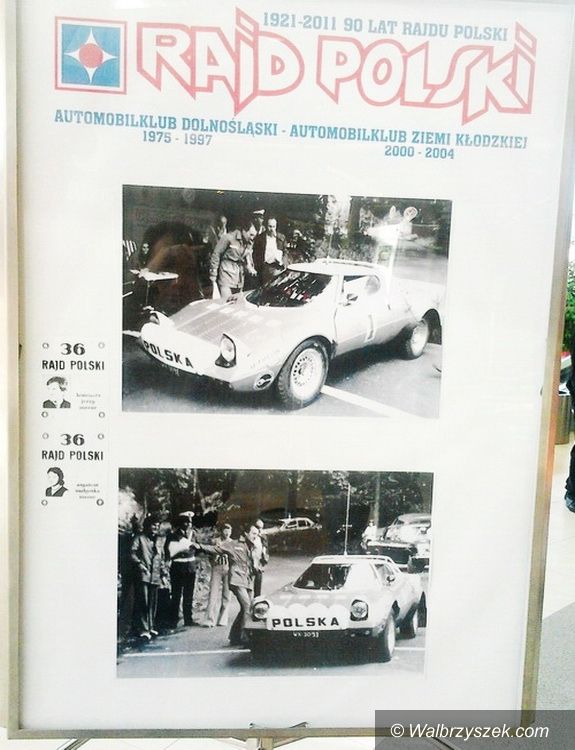 1921-2011 90 LAT RAJDU POLSKI
RAJD POLSKI
AUTOMOBILKLUB DOLNOŚLĄSKI - AUTOMOBILKLUB ZIEMI KŁODZKIEJ
1975 - 1997
2000 - 2004
POLSKA
1
36
RAJD POLSKI
36
RAJD POLSKI
POLSKA
© Walbrzyszek.com